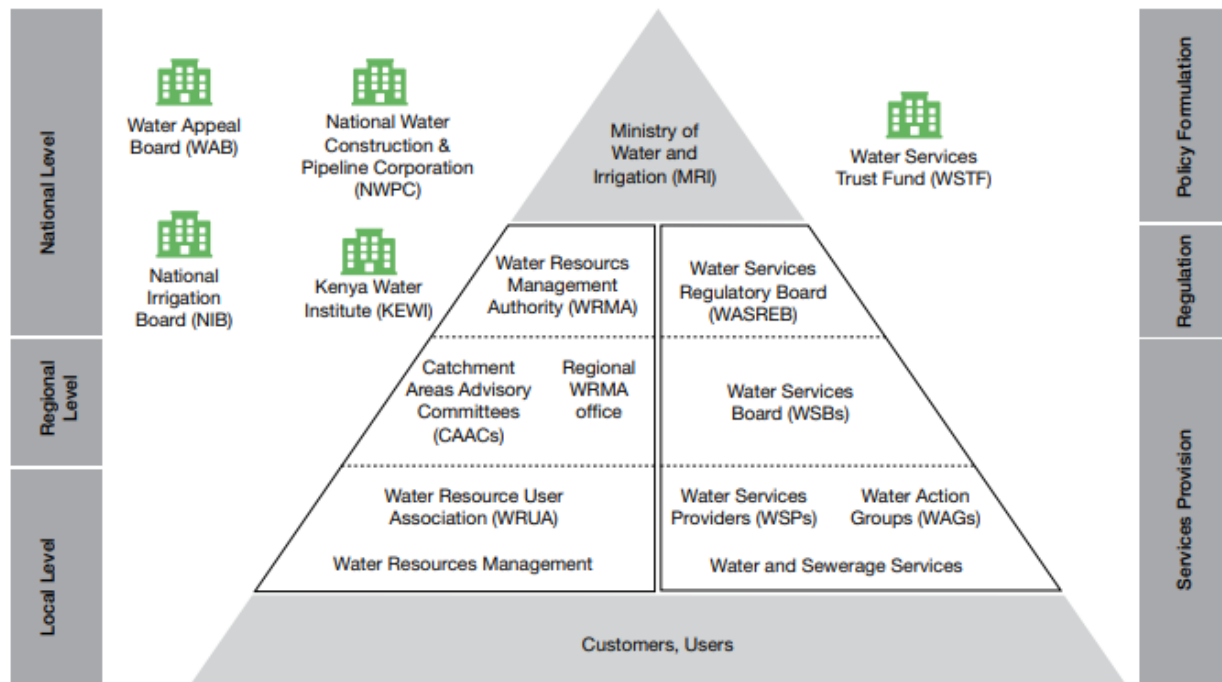 National Level
Regional
Level
Local Level
Water Appeal
Board (WAB)
National Water
Construction &
Pipeline Corporation
(NWPC)
National
Irrigation
Board (NIB)
Kenya Water
Institute (KEWI)
Ministry of
Water and
Irrigation (MRI)
Water Services
Trust Fund (WSTF)
Water Resourcs
Management
Authority (WRMA)
Water Services
Regulatory Board
(WASREB)
Catchment
Areas Advisory
Committees
(CAACs)
Regional
WRMA
office
Water Services
Board (WSBs)
Water Resource User
Association (WRUA)
Water Resources Management
Water Services
Providers (WSPs)
Water Action
Groups (WAGs)
Water and Sewerage Services
Customers, Users
Policy Formulation
Regulation
Services Provision